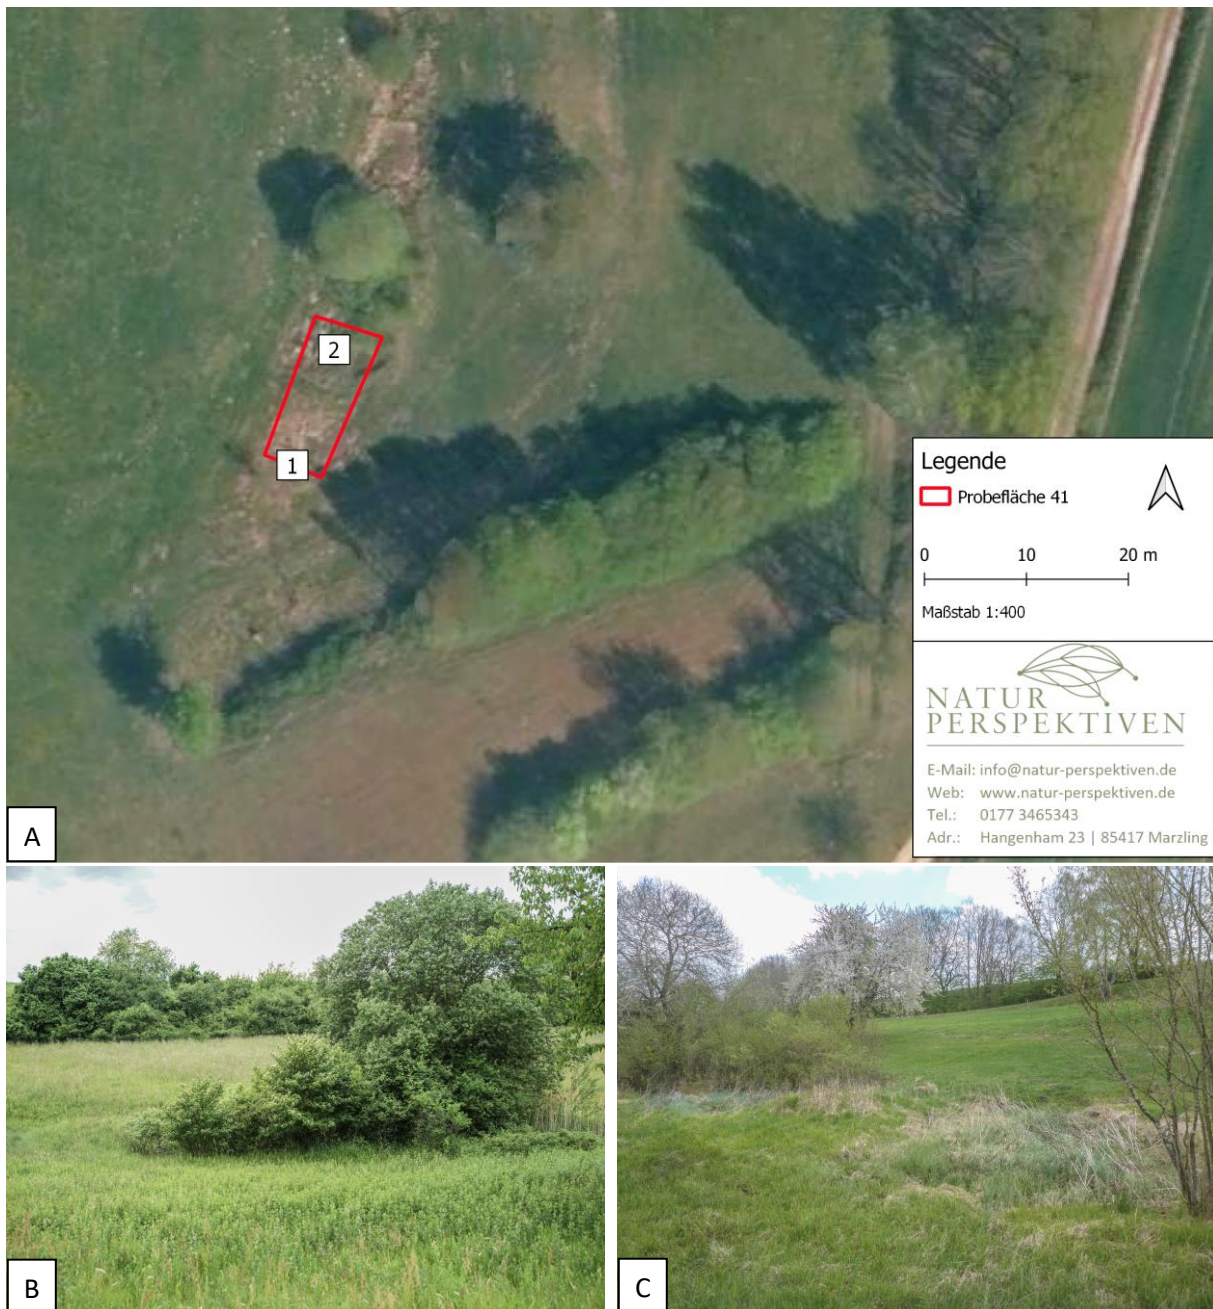 2
1
Legende
Probefläche 41
0 10 20 m
Maßstab 1:400
NATUR
PERSPEKTIVEN
E-Mail: info@natur-perspektiven.de
Web: www.natur-perspektiven.de
Tel.: 0177 3465343
Adr.: Hangenham 23 | 85417 Marzling
A
B
C